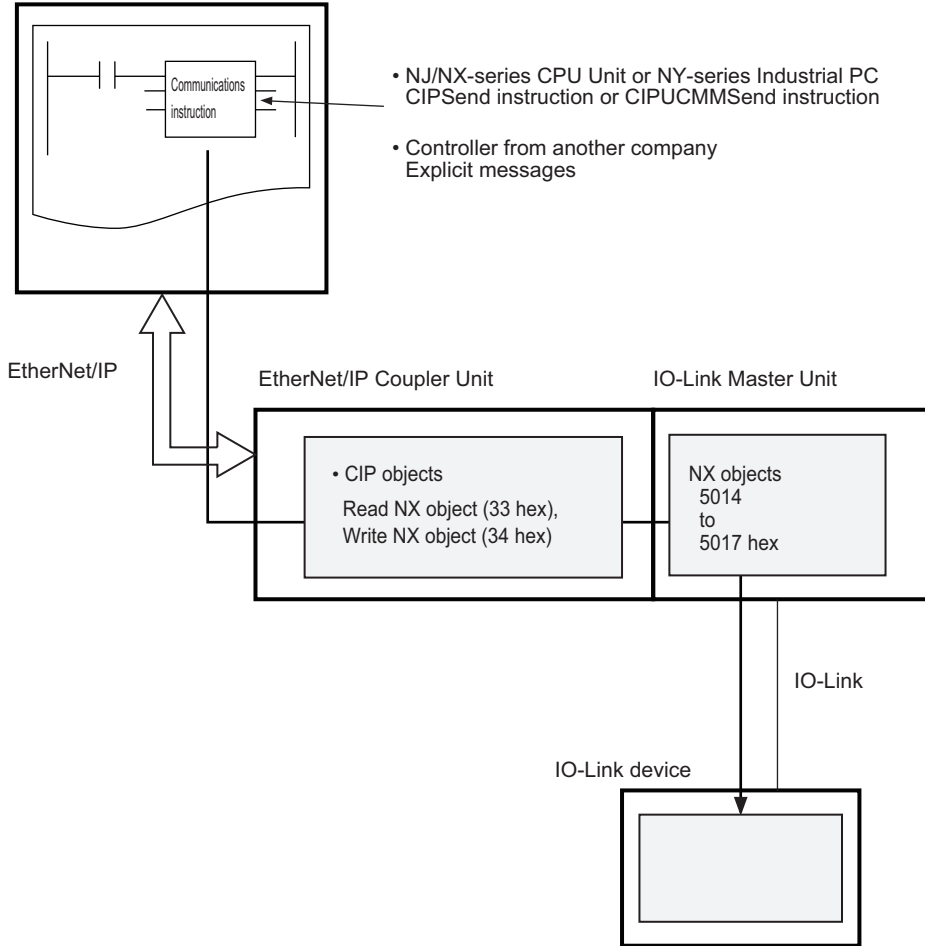 Communications
instruction
• NJ/NX-series CPU Unit or NY-series Industrial PC
CIPSend instruction or CIPUCMMSend instruction
• Controller from another company
Explicit messages
EtherNet/IP
EtherNet/IP Coupler Unit
IO-Link Master Unit
• CIP objects
Read NX object (33 hex),
Write NX object (34 hex)
NX objects
5014
to
5017 hex
IO-Link
IO-Link device